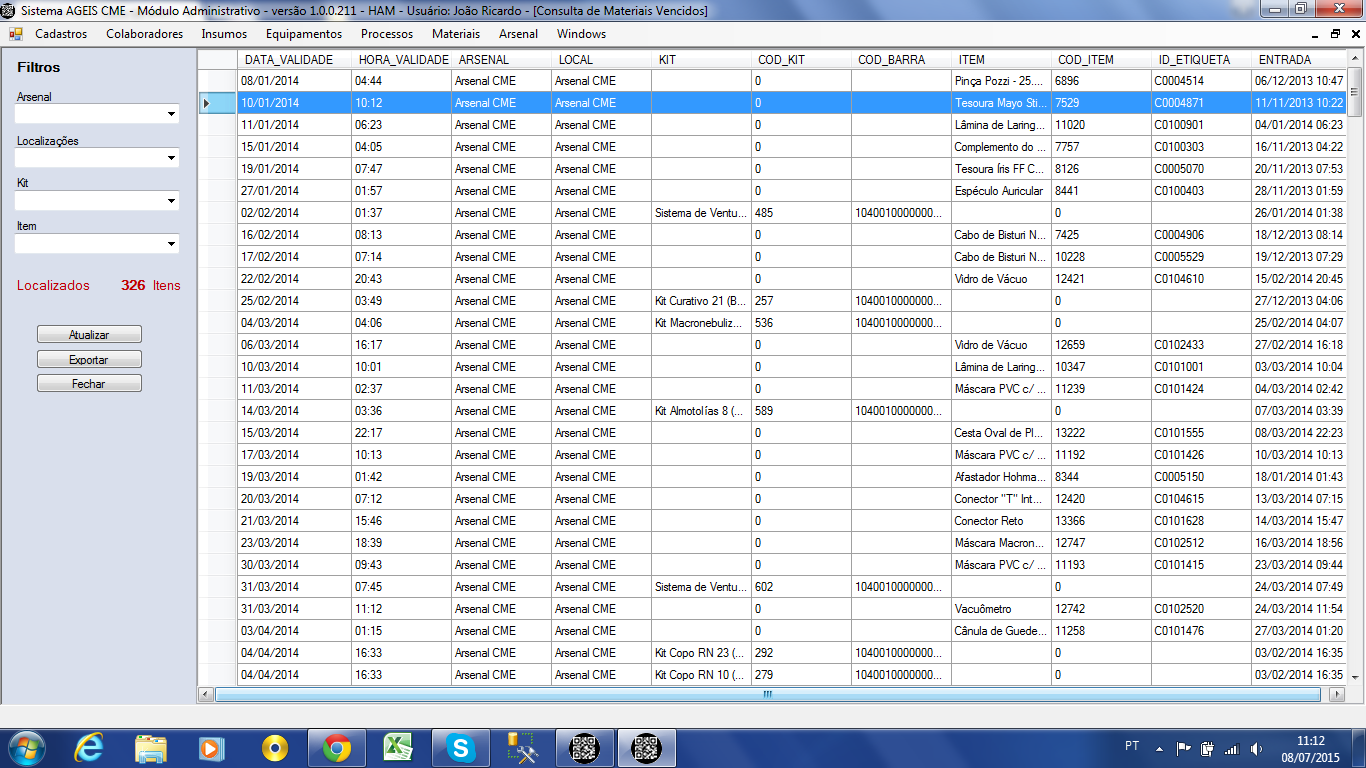 Sistema AGEIS CME - Módulo Administrativo - versão 1.0.0.211 - HAM - Usuário: João Ricardo - [Consulta de Materiais Vencidos]
Cadastros Colaboradores Insumos Equipamentos Processos Materiais Arsenal Windows
Filtros
Arsenal
Localizações
Kit
Item
Localizados 326 Itens
Atualizar
Exportar
Fechar
DATA_VALIDADE HORA_VALIDADE ARSENAL LOCAL KIT COD_KIT COD_BARRA ITEM COD_ITEM ID_ETIQUETA ENTRADA
08/01/2014 04:44 Arsenal CME Arsenal CME 0 Pinça Pozzi - 25.... 6896 C0004514 06/12/2013 10:47
10/01/2014 10:12 Arsenal CME Arsenal CME 0 Tesoura Mayo Sti... 7529 C0004871 11/11/2013 10:22
11/01/2014 06:23 Arsenal CME Arsenal CME 0 Lâmina de Laring... 11020 C0100901 04/01/2014 06:23
15/01/2014 04:05 Arsenal CME Arsenal CME 0 Complemento do ... 7757 C0100303 16/11/2013 04:22
19/01/2014 07:47 Arsenal CME Arsenal CME 0 Tesoura Íris FF C... 8126 C0005070 20/11/2013 07:53
27/01/2014 01:57 Arsenal CME Arsenal CME 0 Espéculo Auricular 8441 C0100403 28/11/2013 01:59
02/02/2014 01:37 Arsenal CME Arsenal CME Sistema de Ventu... 485 1040010000000... 0 26/01/2014 01:38
16/02/2014 08:13 Arsenal CME Arsenal CME 0 Cabo de Bisturi N... 7425 C0004906 18/12/2013 08:14
17/02/2014 07:14 Arsenal CME Arsenal CME 0 Cabo de Bisturi N... 10228 C0005529 19/12/2013 07:29
22/02/2014 20:43 Arsenal CME Arsenal CME 0 Vidro de Vácuo 12421 C0104610 15/02/2014 20:45
25/02/2014 03:49 Arsenal CME Arsenal CME Kit Curativo 21 (B... 257 1040010000000... 0 27/12/2013 04:06
04/03/2014 04:06 Arsenal CME Arsenal CME Kit Macronebuliz... 536 1040010000000... 0 25/02/2014 04:07
06/03/2014 16:17 Arsenal CME Arsenal CME 0 Vidro de Vácuo 12659 C0102433 27/02/2014 16:18
10/03/2014 10:01 Arsenal CME Arsenal CME 0 Lâmina de Laring... 10347 C0101001 03/03/2014 10:04
11/03/2014 02:37 Arsenal CME Arsenal CME 0 Máscara PVC c/ ... 11239 C0101424 04/03/2014 02:42
14/03/2014 03:36 Arsenal CME Arsenal CME Kit Almotolías 8 (... 589 1040010000000... 0 07/03/2014 03:39
15/03/2014 22:17 Arsenal CME Arsenal CME 0 Cesta Oval de Pl... 13222 C0101555 08/03/2014 22:23
17/03/2014 10:13 Arsenal CME Arsenal CME 0 Máscara PVC c/ ... 11192 C0101426 10/03/2014 10:13
19/03/2014 01:42 Arsenal CME Arsenal CME 0 Afastador Hohma... 8344 C0005150 18/01/2014 01:43
20/03/2014 07:12 Arsenal CME Arsenal CME 0 Conector "T" Int... 12420 C0104615 13/03/2014 07:15
21/03/2014 15:46 Arsenal CME Arsenal CME 0 Conector Reto 13366 C0101628 14/03/2014 15:47
23/03/2014 18:39 Arsenal CME Arsenal CME 0 Máscara Macron... 12747 C0102512 16/03/2014 18:56
30/03/2014 09:43 Arsenal CME Arsenal CME 0 Máscara PVC c/ ... 11193 C0101415 23/03/2014 09:44
31/03/2014 07:45 Arsenal CME Arsenal CME Sistema de Ventu... 602 1040010000000... 0 24/03/2014 07:49
31/03/2014 11:12 Arsenal CME Arsenal CME 0 Vacuômetro 12742 C0102520 24/03/2014 11:54
03/04/2014 01:15 Arsenal CME Arsenal CME 0 Cânula de Guede... 11258 C0101476 27/03/2014 01:20
04/04/2014 16:33 Arsenal CME Arsenal CME Kit Copo RN 23 (... 292 1040010000000... 0 03/02/2014 16:35
04/04/2014 16:33 Arsenal CME Arsenal CME Kit Copo RN 10 (... 279 1040010000000... 0 03/02/2014 16:35
PT
11:12
08/07/2015